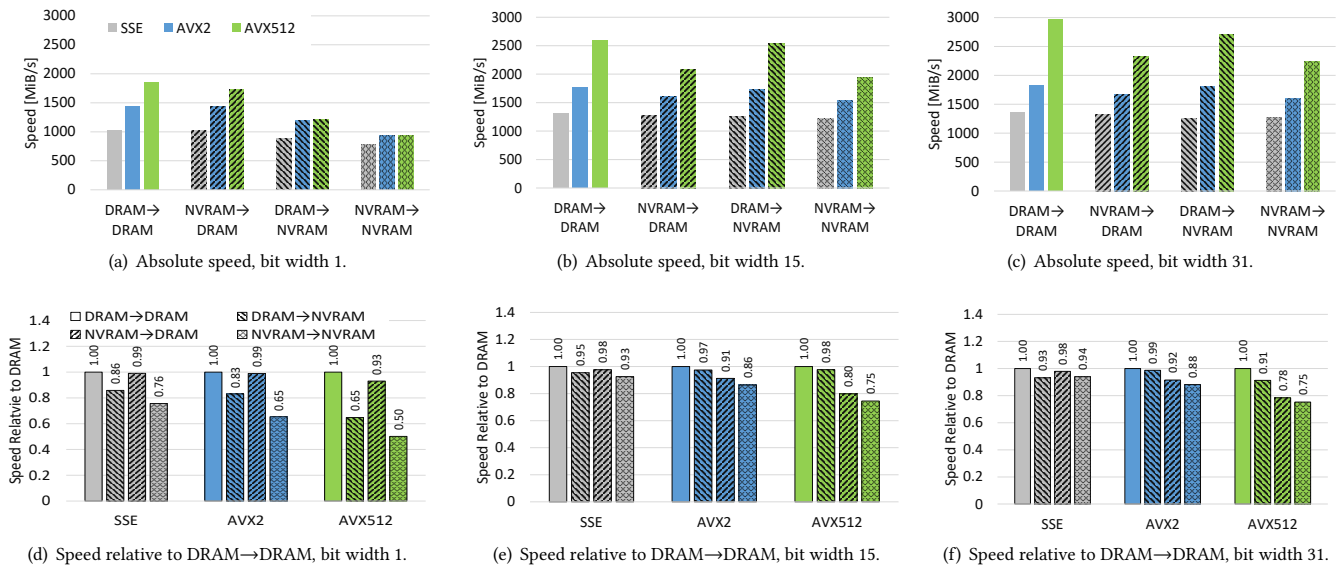 3000
2500
2000
1500
1000
500
0
Speed [MiB/s]
SSE AVX2 AVX512
DRAM→ NVRAM→ DRAM→ NVRAM→
DRAM DRAM NVRAM NVRAM
(a) Absolute speed, bit width 1.
3000
2500
2000
1500
1000
500
0
Speed [MiB/s]
DRAM→ NVRAM→ DRAM→ NVRAM→
DRAM DRAM NVRAM NVRAM
(b) Absolute speed, bit width 15.
3000
2500
2000
1500
1000
500
0
Speed [MiB/s]
DRAM→ NVRAM→ DRAM→ NVRAM→
DRAM DRAM NVRAM NVRAM
(c) Absolute speed, bit width 31.
1.4
1.2
1
0.8
0.6
0.4
0.2
0
Speed Relatvie to DRAM
DRAM→DRAM DRAM→NVRAM
NVRAM→DRAM NVRAM→NVRAM
1.00 0.86 0.99 0.76 1.00 0.83 0.99 0.65 1.00 0.65 0.93 0.50
SSE AVX2 AVX512
(d) Speed relative to DRAM→DRAM, bit width 1.
1.4
1.2
1
0.8
0.6
0.4
0.2
0
Speed Relative to DRAM
1.00 0.95 0.98 0.93 1.00 0.97 0.91 0.86 1.00 0.98 0.80 0.75
SSE AVX2 AVX512
(e) Speed relative to DRAM→DRAM, bit width 15.
1.4
1.2
1
0.8
0.6
0.4
0.2
0
Speed Relative to DRAM
1.00 0.93 0.98 0.94 1.00 0.99 0.92 0.88 1.00 0.91 0.78 0.75
SSE AVX2 AVX512
(f) Speed relative to DRAM→DRAM, bit width 31.